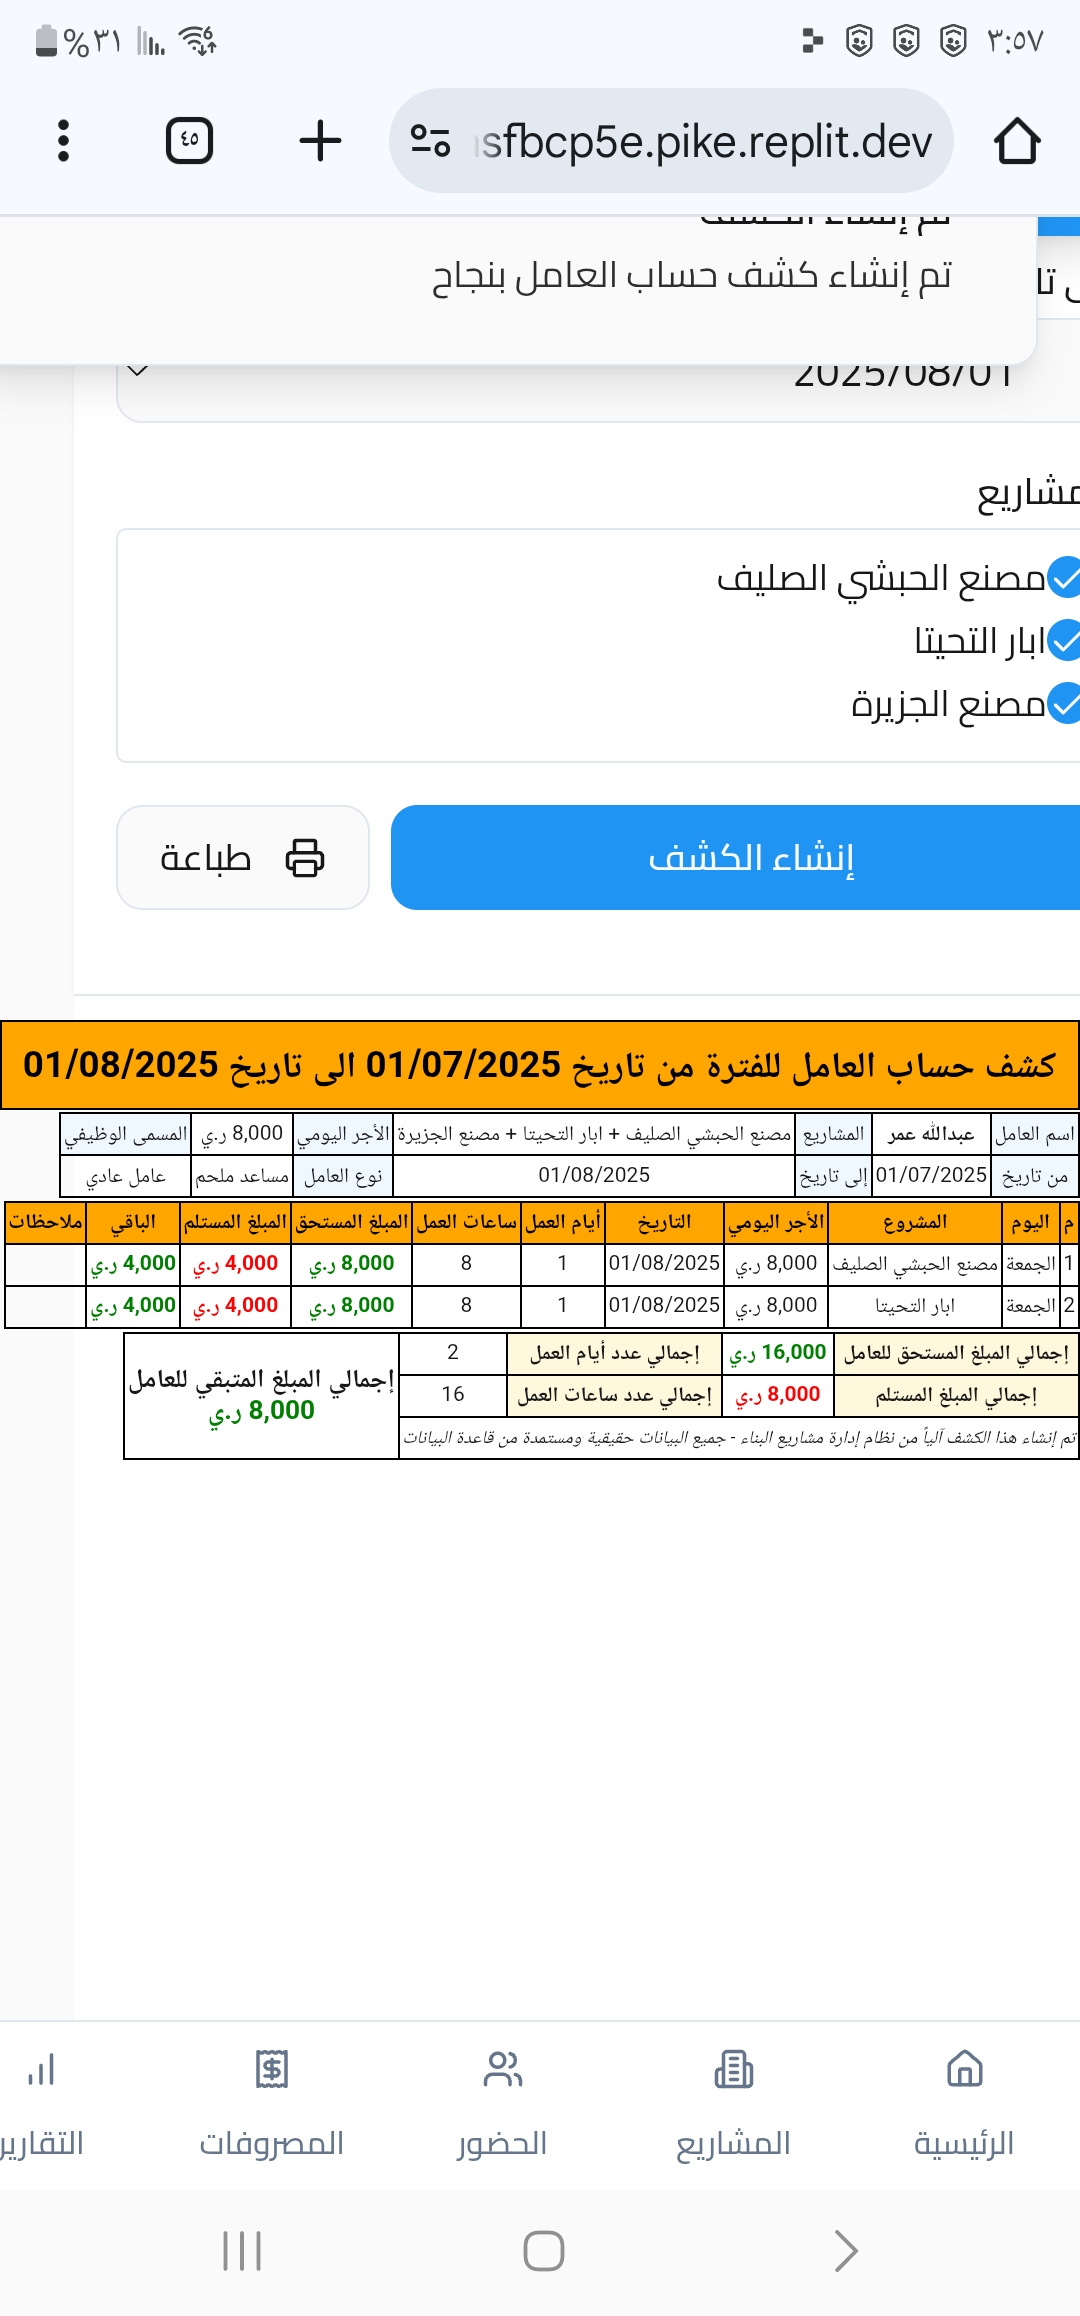 ٣:٥٧
%٣١
sfbcp5e.pike.replit.dev
٤٥
تم إنشاء الكشف
تم إنشاء كشف حساب العامل بنجاح
2025/08/01
مشاريع
مصنع الحبشي الصليف
ابار التحيتا
مصنع الجزيرة
إنشاء الكشف
طباعة
كشف حساب العامل للفترة من تاريخ 01/07/2025 الى تاريخ 01/08/2025
اسم العامل عبدالله عمر المشاريع مصنع الحبشي الصليف + ابار التحيتا + مصنع الجزيرة الأجر اليومي 8,000 ر.ي المسمى الوظيفي
من تاريخ 01/07/2025 إلى تاريخ 01/08/2025 نوع العامل مساعد ملحم عامل عادي
م اليوم المشروع الأجر اليومي التاريخ أيام العمل ساعات العمل المبلغ المستحق المبلغ المستلم الباقي ملاحظات
1 الجمعة مصنع الحبشي الصليف 8,000 ر.ي 01/08/2025 1 8 8,000 ر.ي 4,000 ر.ي 4,000 ر.ي
2 الجمعة ابار التحيتا 8,000 ر.ي 01/08/2025 1 8 8,000 ر.ي 4,000 ر.ي 4,000 ر.ي
إجمالي المبلغ المستحق للعامل 16,000 ر.ي إجمالي عدد أيام العمل 2
إجمالي المبلغ المستلم 8,000 ر.ي إجمالي عدد ساعات العمل 16
إجمالي المبلغ المتبقي للعامل
8,000 ر.ي
تم إنشاء هذا الكشف آلياً من نظام إدارة مشاريع البناء - جميع البيانات حقيقية ومستمدة من قاعدة البيانات
الرئيسية
المشاريع
الحضور
المصروفات
التقارير